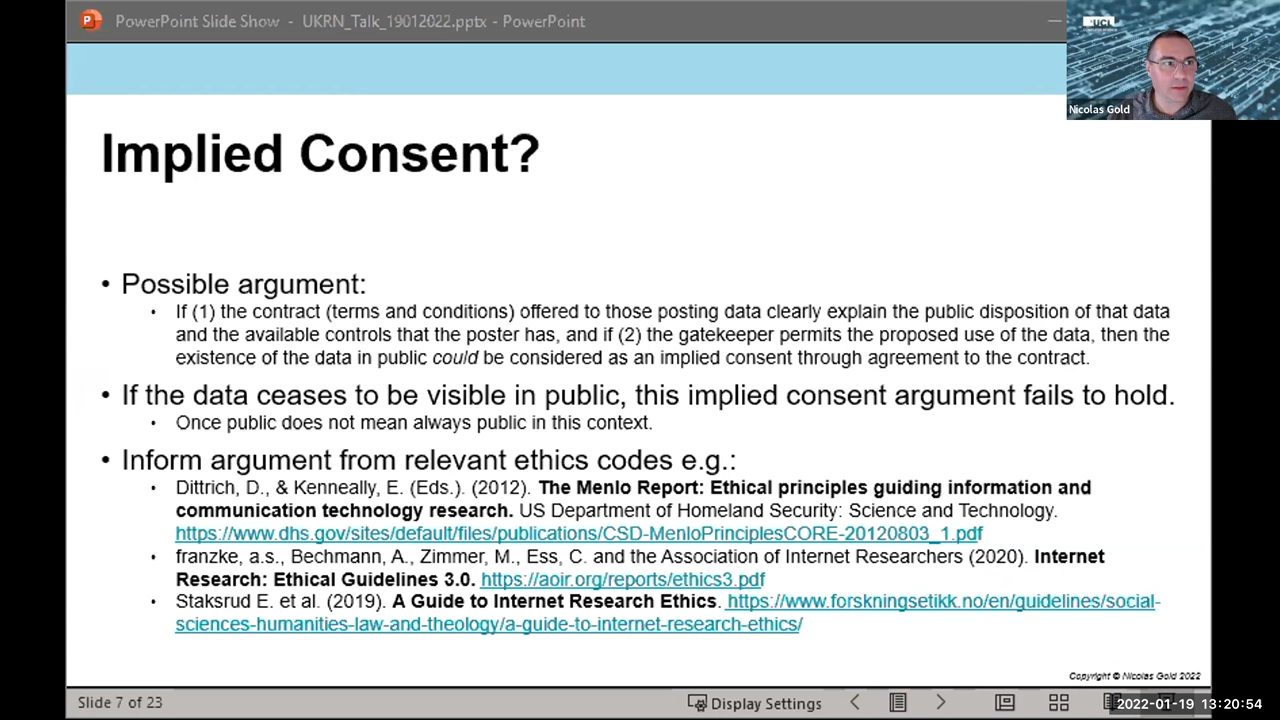 PowerPoint Slide Show - UKRN_Talk_19012022.pptx - PowerPoint
UCL
Nicolas Gold
Implied Consent?
• Possible argument:
• If (1) the contract (terms and conditions) offered to those posting data clearly explain the public disposition of that data
and the available controls that the poster has, and if (2) the gatekeeper permits the proposed use of the data, then the
existence of the data in public could be considered as an implied consent through agreement to the contract.
• If the data ceases to be visible in public, this implied consent argument fails to hold.
• Once public does not mean always public in this context.
• Inform argument from relevant ethics codes e.g.:
• Dittrich, D., & Kenneally, E. (Eds.). (2012). The Menlo Report: Ethical principles guiding information and
communication technology research. US Department of Homeland Security: Science and Technology.
https://www.dhs.gov/sites/default/files/publications/CSD-MenloPrinciplesCORE-20120803_1.pdf
• franzke, a.s., Bechmann, A., Zimmer, M., Ess, C. and the Association of Internet Researchers (2020). Internet
Research: Ethical Guidelines 3.0. https://aoir.org/reports/ethics3.pdf
• Staksrud E. et al. (2019). A Guide to Internet Research Ethics. https://www.forskningsetikk.no/en/guidelines/social-
sciences-humanities-law-and-theology/a-guide-to-internet-research-ethics/
Copyright © Nicolas Gold 2022
Slide 7 of 23
Display Settings
2022-01-19 13:20:54